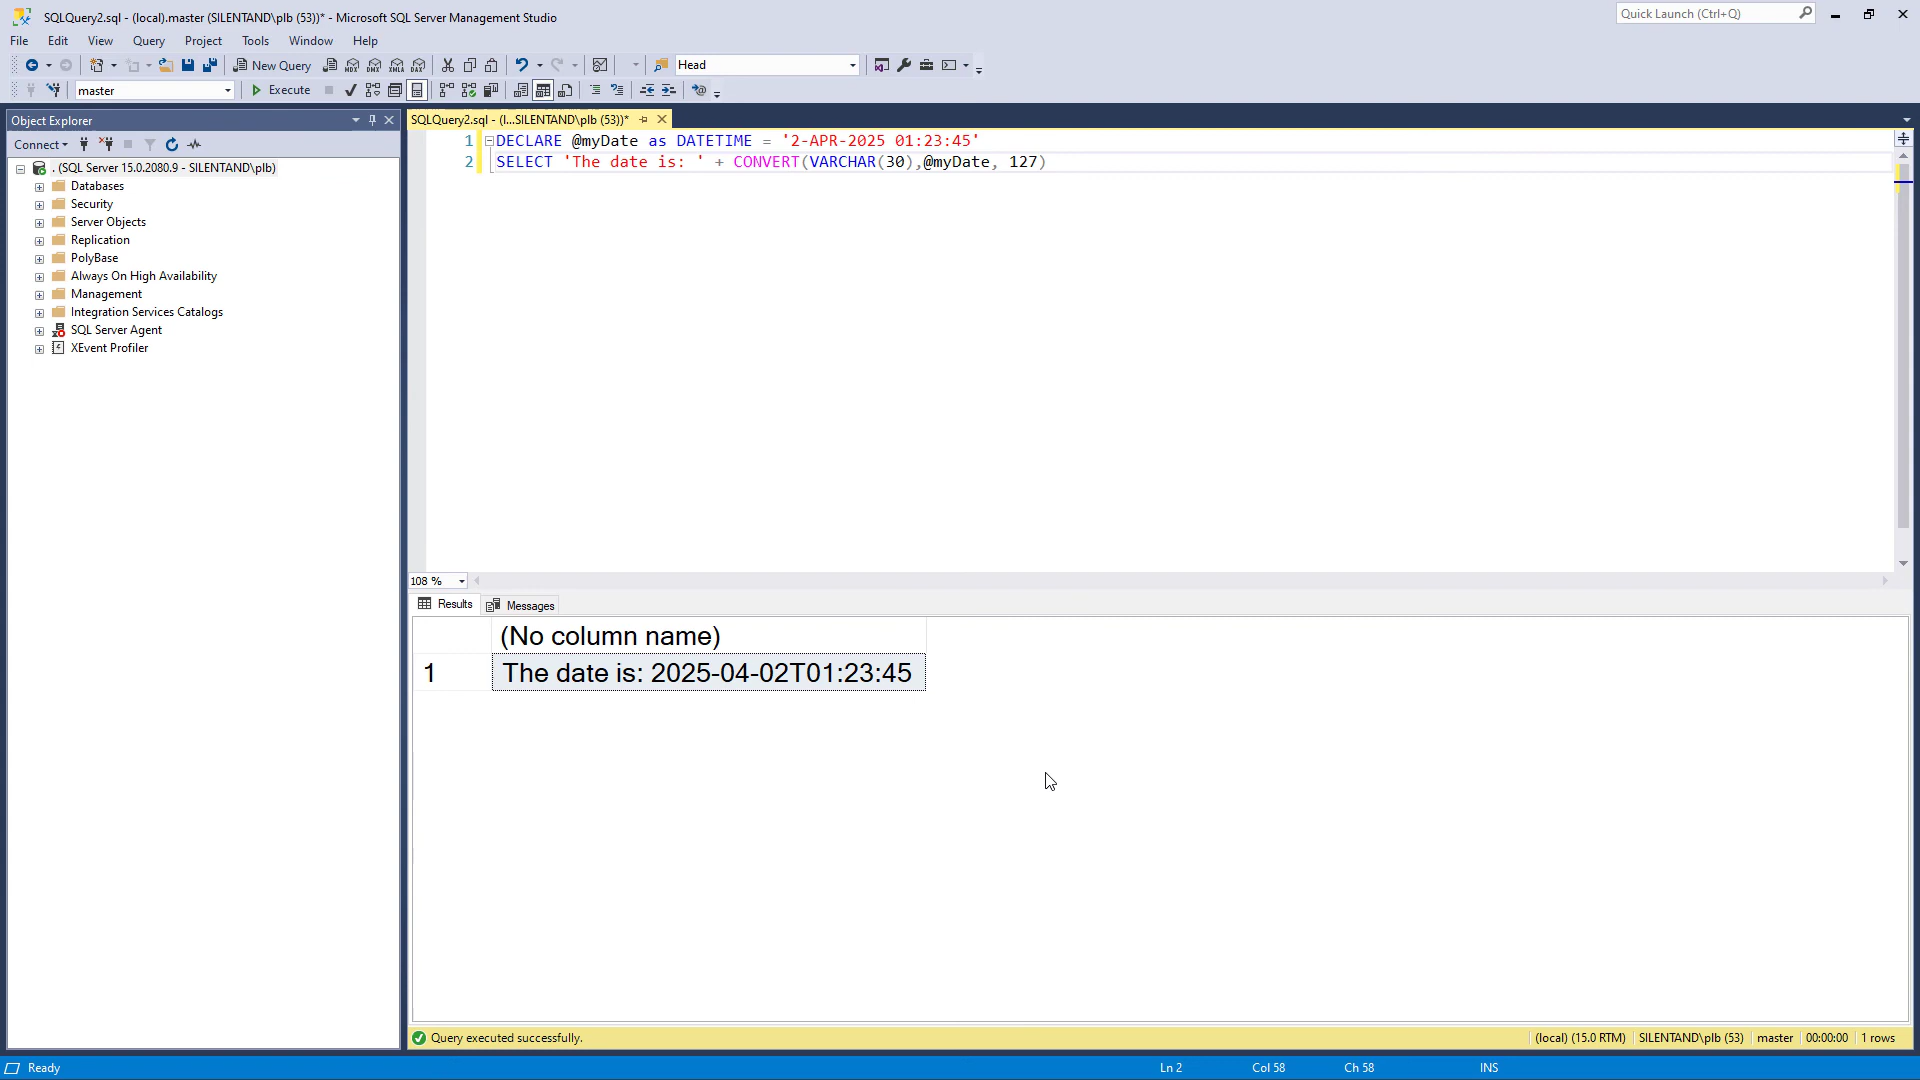 SQLQuery2.sql - (local).master (SILENTAND\plb (53))* - Microsoft SQL Server Management Studio
Quick Launch (Ctrl+Q)
File Edit View Query Project Tools Window Help
New Query
MDX DMX XMLA DAX
Head
master
Execute
Object Explorer
Connect
. (SQL Server 15.0.2080.9 - SILENTAND\plb)
Databases
Security
Server Objects
Replication
PolyBase
Always On High Availability
Management
Integration Services Catalogs
SQL Server Agent
XEvent Profiler
SQLQuery2.sql - (l...SILENTAND\plb (53))*
1 DECLARE @myDate as DATETIME = '2-APR-2025 01:23:45'
2 SELECT 'The date is: ' + CONVERT(VARCHAR(30),@myDate, 127)
108 %
Results Messages
(No column name)
1 The date is: 2025-04-02T01:23:45
Query executed successfully.
(local) (15.0 RTM) SILENTAND\plb (53) master 00:00:00 1 rows
Ready
Ln 2 Col 58 Ch 58 INS